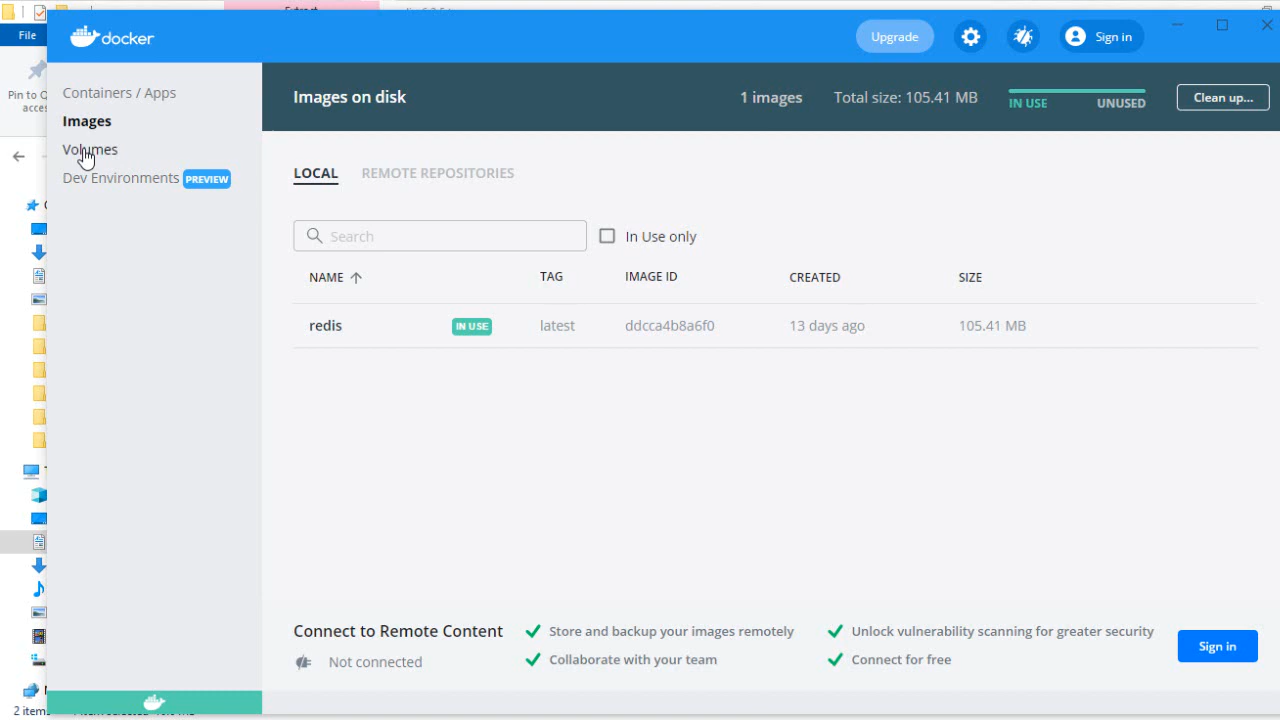 Extract
File
docker
Upgrade
Sign in
Pin to Q
acces
Containers / Apps
Images
Volumes
Dev Environments PREVIEW
Images on disk
1 images
Total size: 105.41 MB
IN USE
UNUSED
Clean up...
LOCAL
REMOTE REPOSITORIES
Search
In Use only
NAME
TAG
IMAGE ID
CREATED
SIZE
redis
IN USE
latest
ddcca4b8a6f0
13 days ago
105.41 MB
Connect to Remote Content
Not connected
Store and backup your images remotely
Collaborate with your team
Unlock vulnerability scanning for greater security
Connect for free
Sign in
2 items